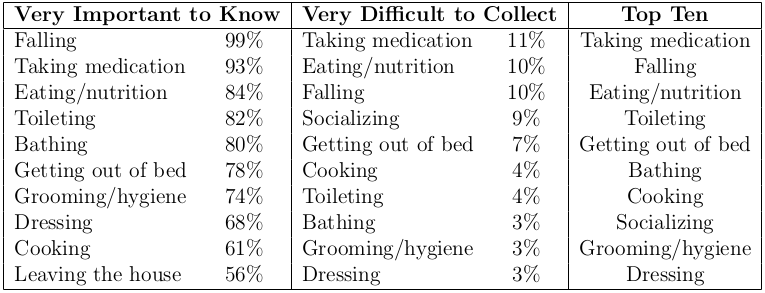 Very Important to Know Very Difficult to Collect Top Ten
Falling 99% Taking medication 11% Taking medication
Taking medication 93% Eating/nutrition 10% Falling
Eating/nutrition 84% Falling 10% Eating/nutrition
Toileting 82% Socializing 9% Toileting
Bathing 80% Getting out of bed 7% Getting out of bed
Getting out of bed 78% Cooking 4% Bathing
Grooming/hygiene 74% Toileting 4% Cooking
Dressing 68% Bathing 3% Socializing
Cooking 61% Grooming/hygiene 3% Grooming/hygiene
Leaving the house 56% Dressing 3% Dressing